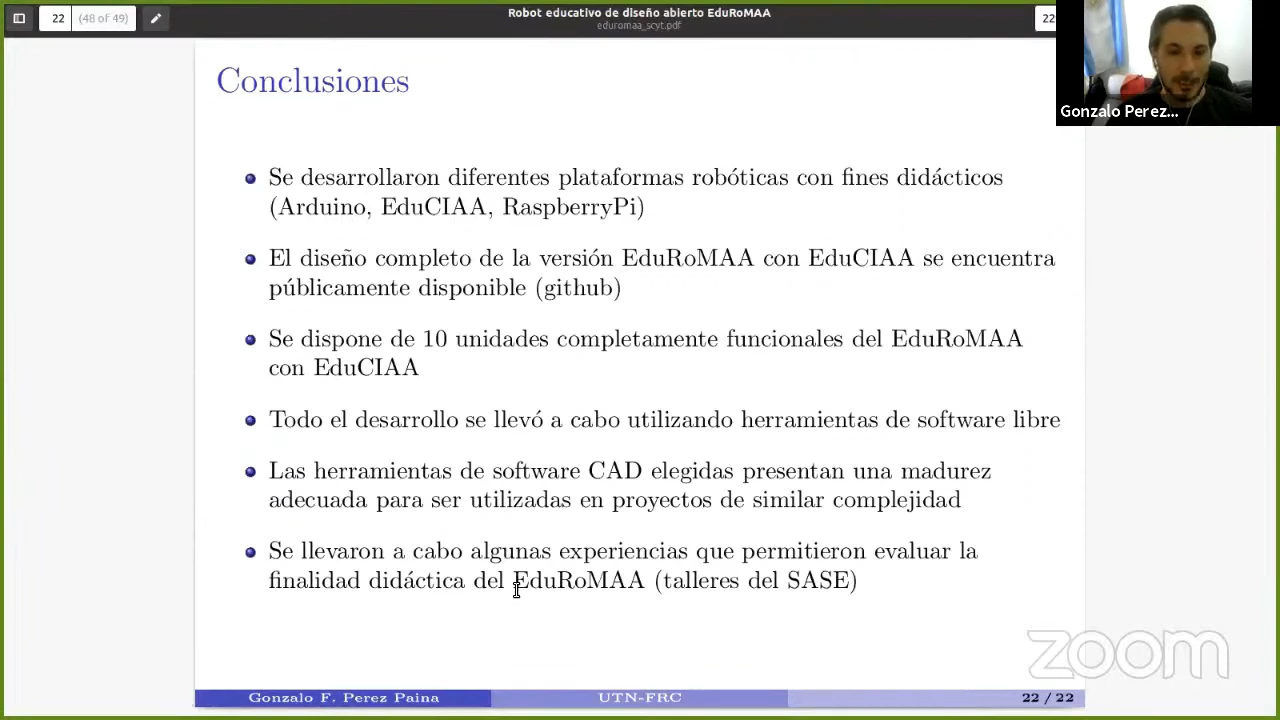 22 (48 of 49)
Robot educativo de diseño abierto EduRoMAA
eduromaa_scyt.pdf
22
Gonzalo Perez...
Conclusiones
Se desarrollaron diferentes plataformas robóticas con fines didácticos
(Arduino, EduCIAA, RaspberryPi)
El diseño completo de la versión EduRoMAA con EduCIAA se encuentra
públicamente disponible (github)
Se dispone de 10 unidades completamente funcionales del EduRoMAA
con EduCIAA
Todo el desarrollo se llevó a cabo utilizando herramientas de software libre
Las herramientas de software CAD elegidas presentan una madurez
adecuada para ser utilizadas en proyectos de similar complejidad
Se llevaron a cabo algunas experiencias que permitieron evaluar la
finalidad didáctica del EduRoMAA (talleres del SASE)
zoom
Gonzalo F. Perez Paina UTN-FRC 22 / 22